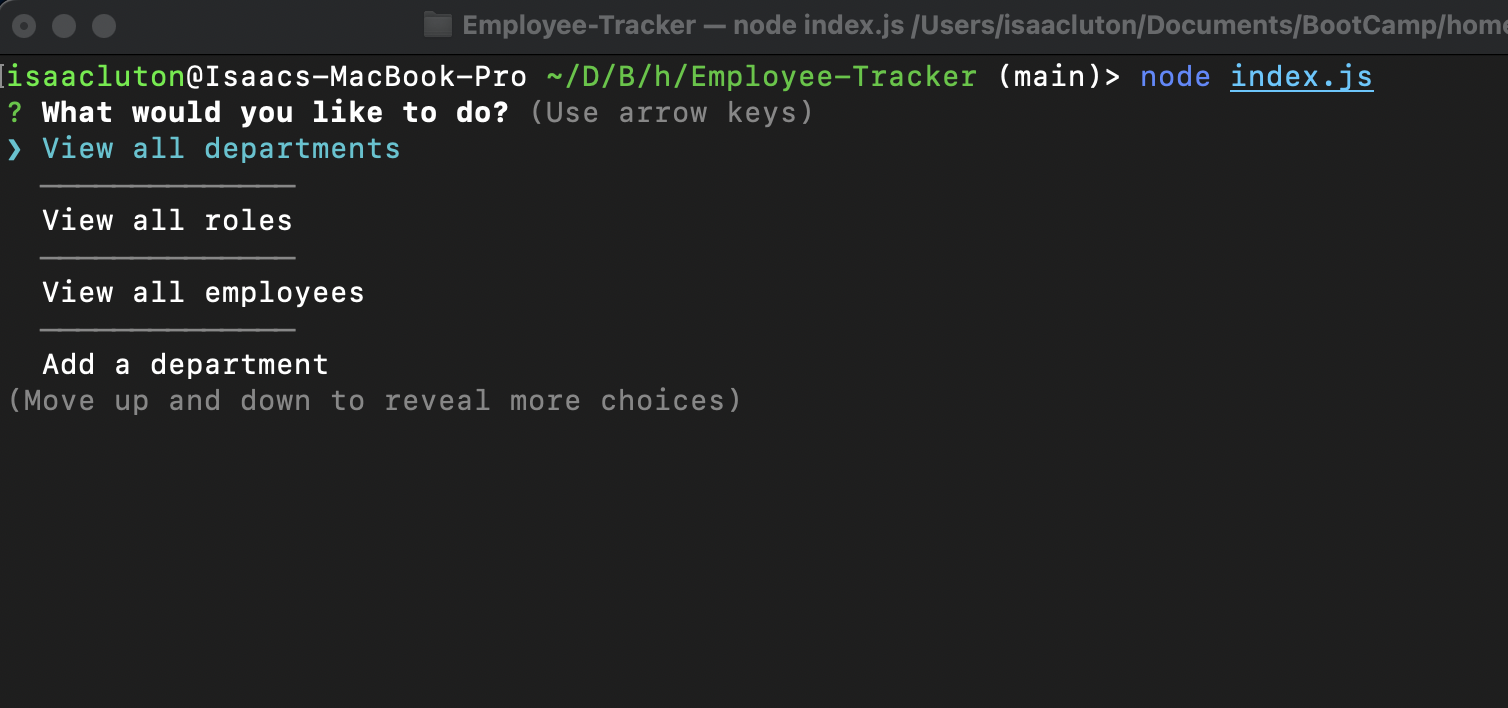 Employee-Tracker — node index.js /Users/isaacluton/Documents/BootCamp/home
isaacluton@Isaacs-MacBook-Pro ~/D/B/h/Employee-Tracker (main)> node index.js
? What would you like to do? (Use arrow keys)
❯ View all departments
──────────────
View all roles
──────────────
View all employees
──────────────
Add a department
(Move up and down to reveal more choices)